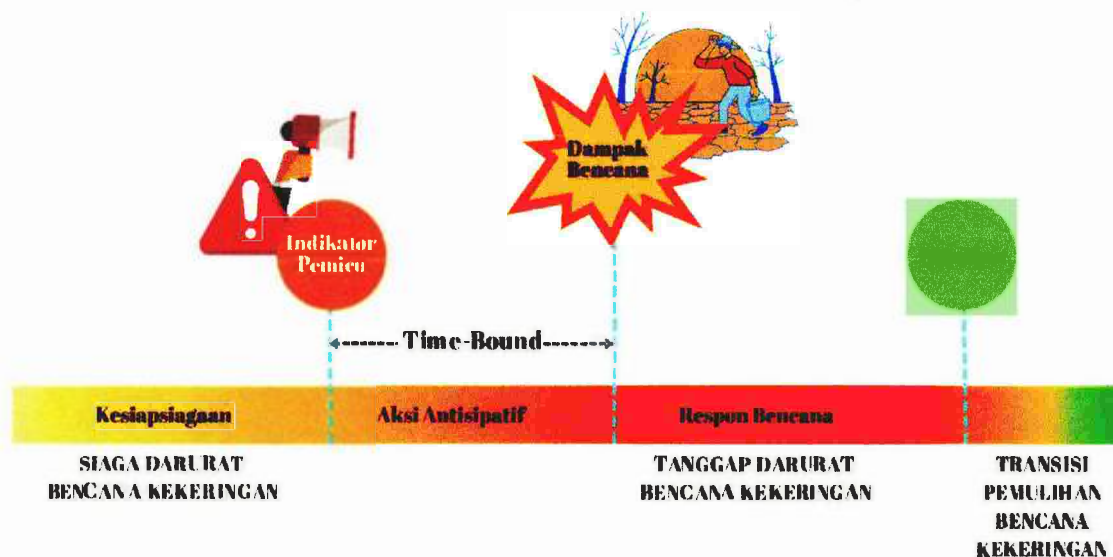 Dampak
Bencana
Indikator
Pemicu
Time-Bound
Kesiapsiagaan
Aksi Antisipatif
Respon Bencana
SIAGA DARURAT
BENCANA KEKERINGAN
TANGGAP DARURAT
BENCANA KEKERINGAN
TRANSISI
PEMULIHAN
BENCANA
KEKERINGAN